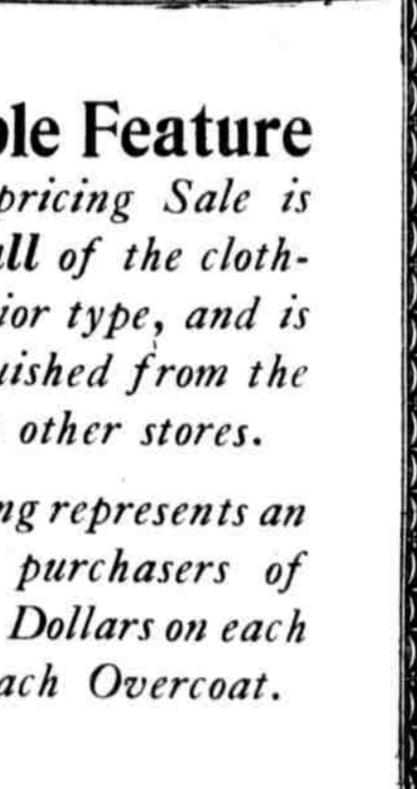 ble Feature
pricing Sale is
all of the cloth-
ior type, and is
uished from the
other stores.
ng represents an
purchasers of
Dollars on each
ach Overcoat.